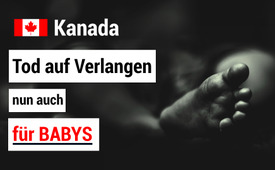 Kanada
Tod auf Verlangen
nun auch
für BABYS